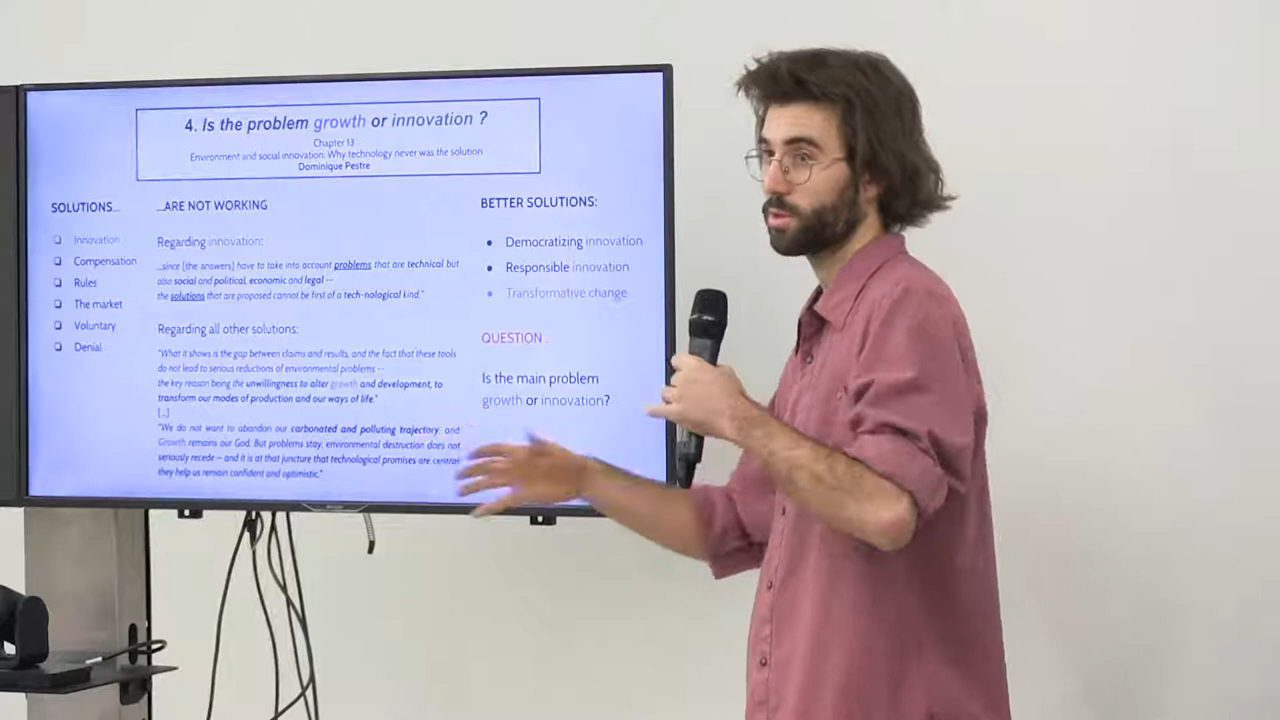 4. Is the problem growth or innovation ?
Chapter 13
Environment and social innovation: Why technology never was the solution
Dominique Pestre
SOLUTIONS...
Innovation
Compensation
Rules
The market
Voluntary
Denial
...ARE NOT WORKING
Regarding innovation:
...since [the answers] have to take into account problems that are technical but
also social and political, economic and legal --
the solutions that are proposed cannot be first of a tech-nological kind."
Regarding all other solutions:
"What it shows is the gap between claims and results, and the fact that these tools
do not lead to serious reductions of environmental problems --
the key reason being the unwillingness to alter growth and development, to
transform our modes of production and our ways of life."
[...]
"We do not want to abandon our carbonated and polluting trajectory, and
Growth remains our God. But problems stay, environmental destruction does not
seriously recede – and it is at that juncture that technological promises are central
they help us remain confident and optimistic."
BETTER SOLUTIONS:
Democratizing innovation
Responsible innovation
Transformative change
QUESTION .
Is the main problem
growth or innovation?